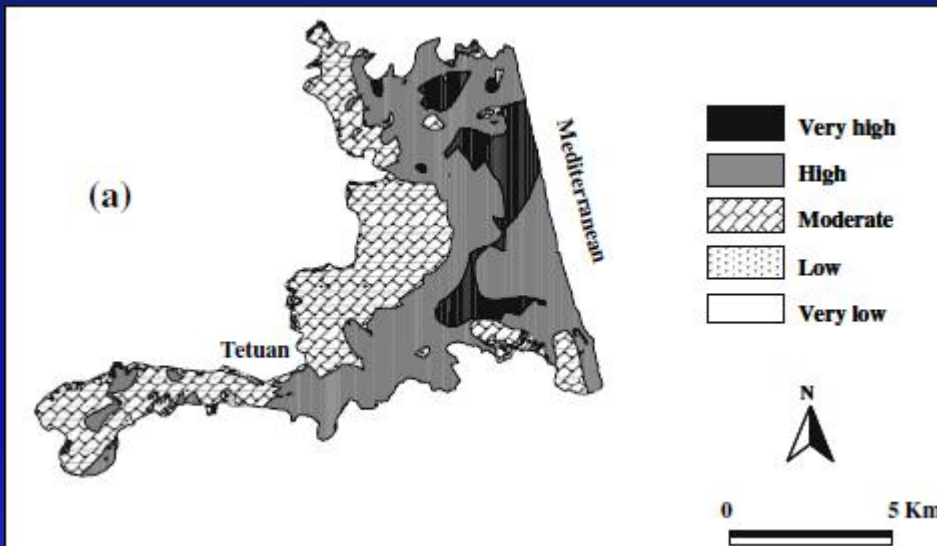 (a)
Tetuan
Mediterranean
Very high
High
Moderate
Low
Very low
N
0 5 Km